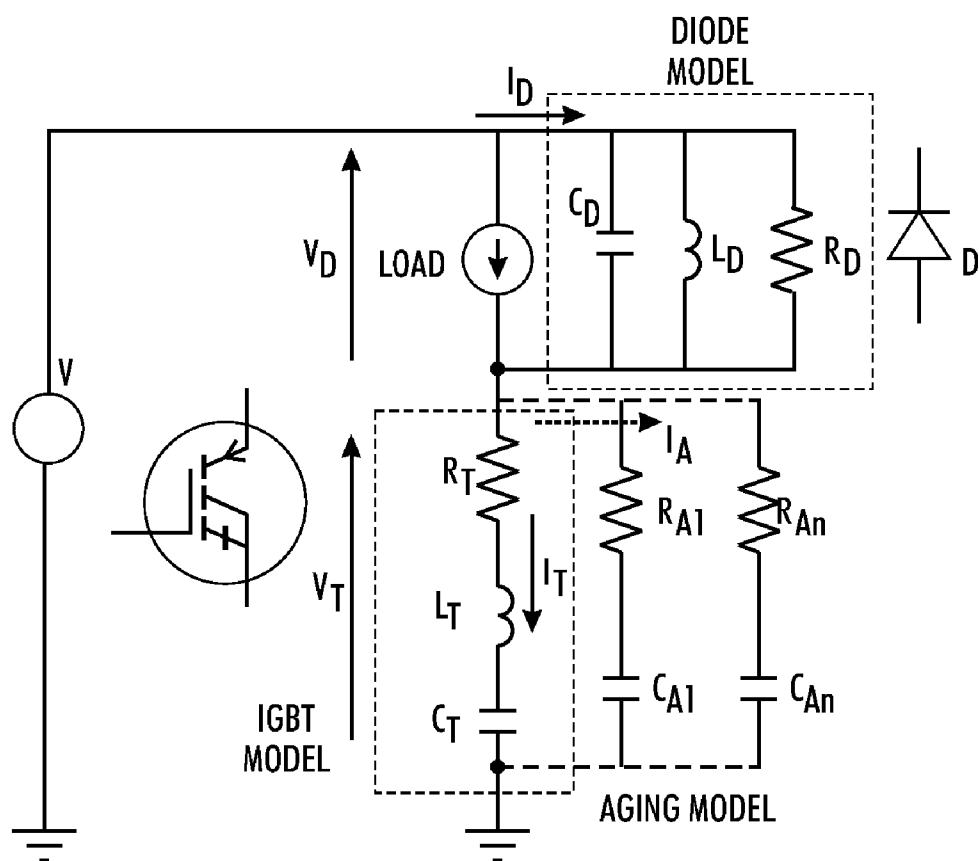 DIODE
MODEL
I_D
C_D
L_D
R_D
D
V_D
LOAD
V
R_T
I_A
R_A1
R_An
V_T
L_T
I_T
C_T
C_A1
C_An
IGBT
MODEL
AGING MODEL